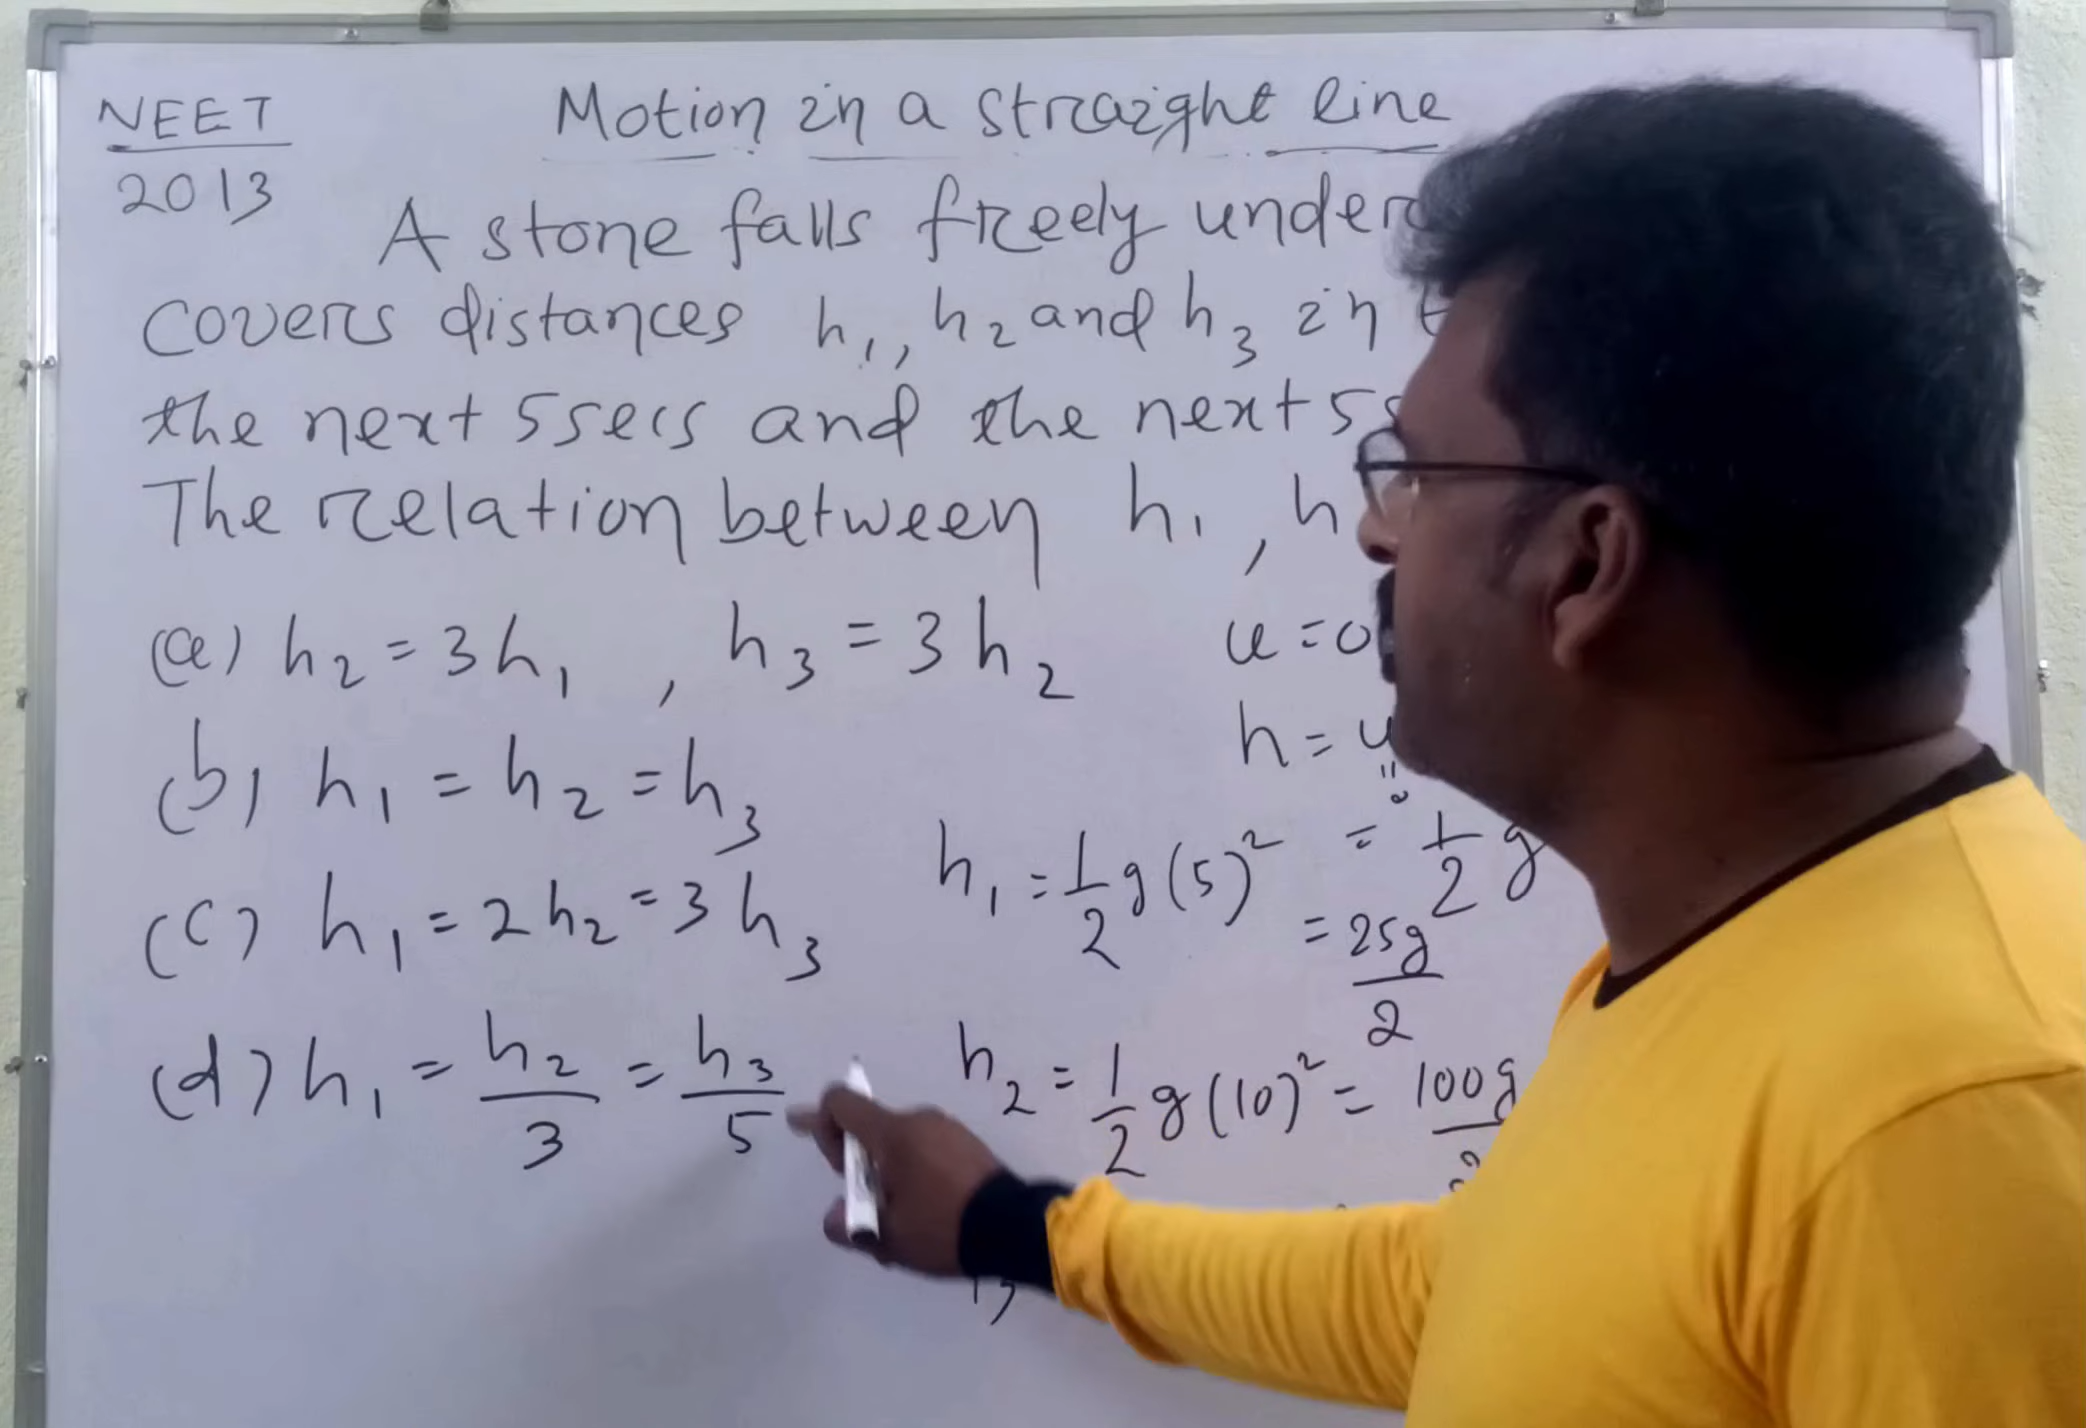 NEET
2013
Motion in a straight line
A stone falls freely under
covers distances h₁, h₂ and h₃ in
the next 5secs and the next 5s
The relation between h₁, h
(a) h₂ = 3h₁ , h₃ = 3h₂
u = 0
(b) h₁ = h₂ = h₃
h = u
(c) h₁ = 2h₂ = 3h₃
h₁ = 1/2 g(5)² = 1/2 g
= 25g/2
(d) h₁ = h₂/3 = h₃/5
h₂ = 1/2 g(10)² = 100g